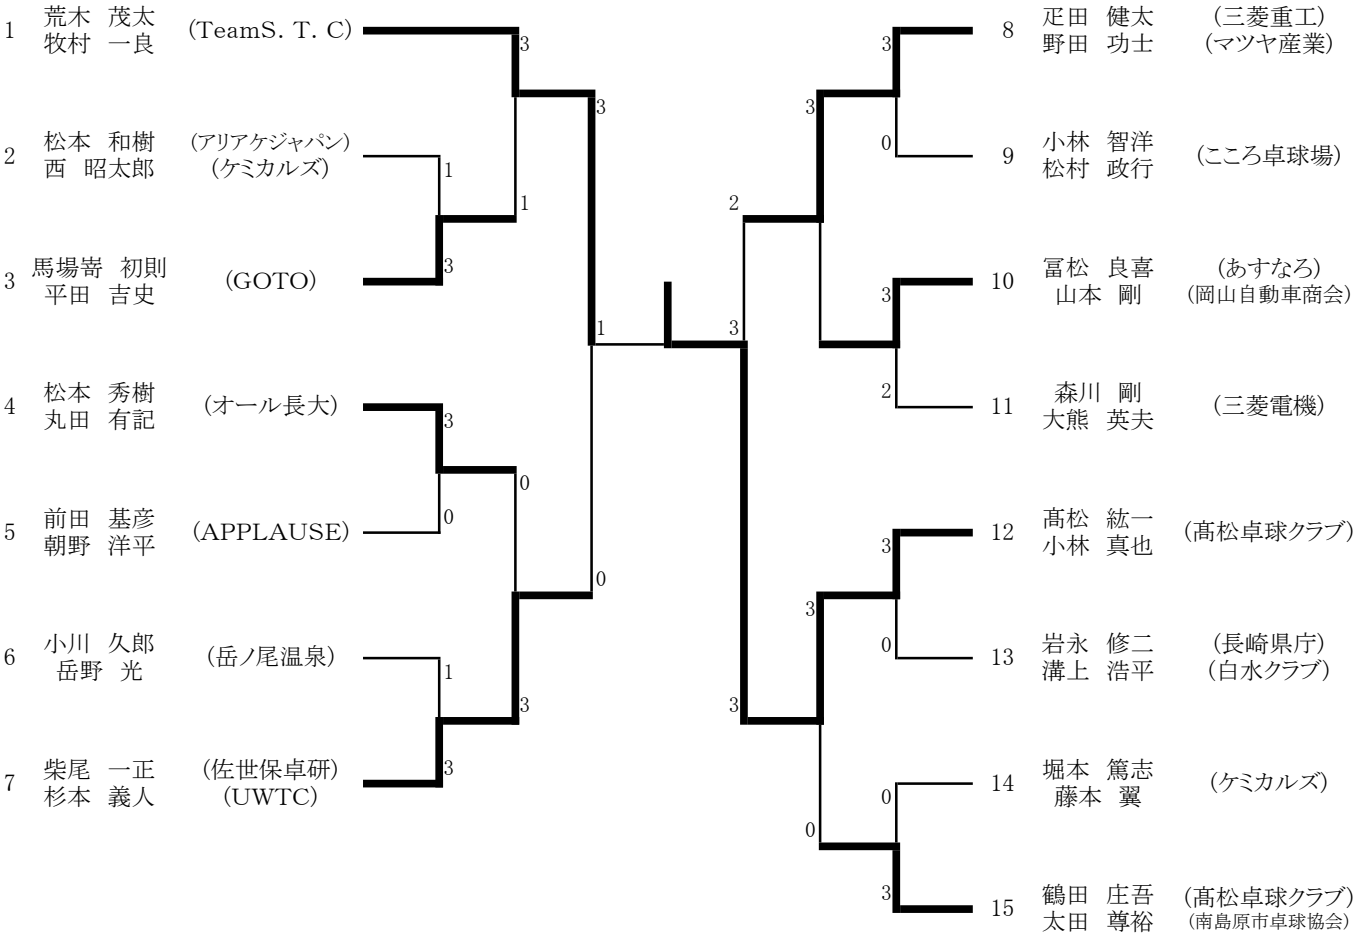 1 荒木 茂太 (TeamS. T. C)
牧村 一良
3
2 松本 和樹 (アリアケジャパン)
西 昭太郎 (ケミカルズ)
1
3
1
3 馬場嵜 初則 (GOTO)
平田 吉史
3
1
4 松本 秀樹 (オール長大)
丸田 有記
3
0
5 前田 基彦 (APPLAUSE)
朝野 洋平
0
0
6 小川 久郎 (岳ノ尾温泉)
岳野 光
1
3
7 柴尾 一正 (佐世保卓研)
杉本 義人 (UWTC)
3
8 疋田 健太 (三菱重工)
野田 功士 (マツヤ産業)
3
3
9 小林 智洋 (こころ卓球場)
松村 政行
0
2
10 冨松 良喜 (あすなろ)
山本 剛 (岡山自動車商会)
3
3
11 森川 剛 (三菱電機)
大熊 英夫
2
12 髙松 紘一 (髙松卓球クラブ)
小林 真也
3
3
13 岩永 修二 (長崎県庁)
溝上 浩平 (白水クラブ)
0
3
14 堀本 篤志 (ケミカルズ)
藤本 翼
0
0
15 鶴田 庄吾 (髙松卓球クラブ)
太田 尊裕 (南島原市卓球協会)
3